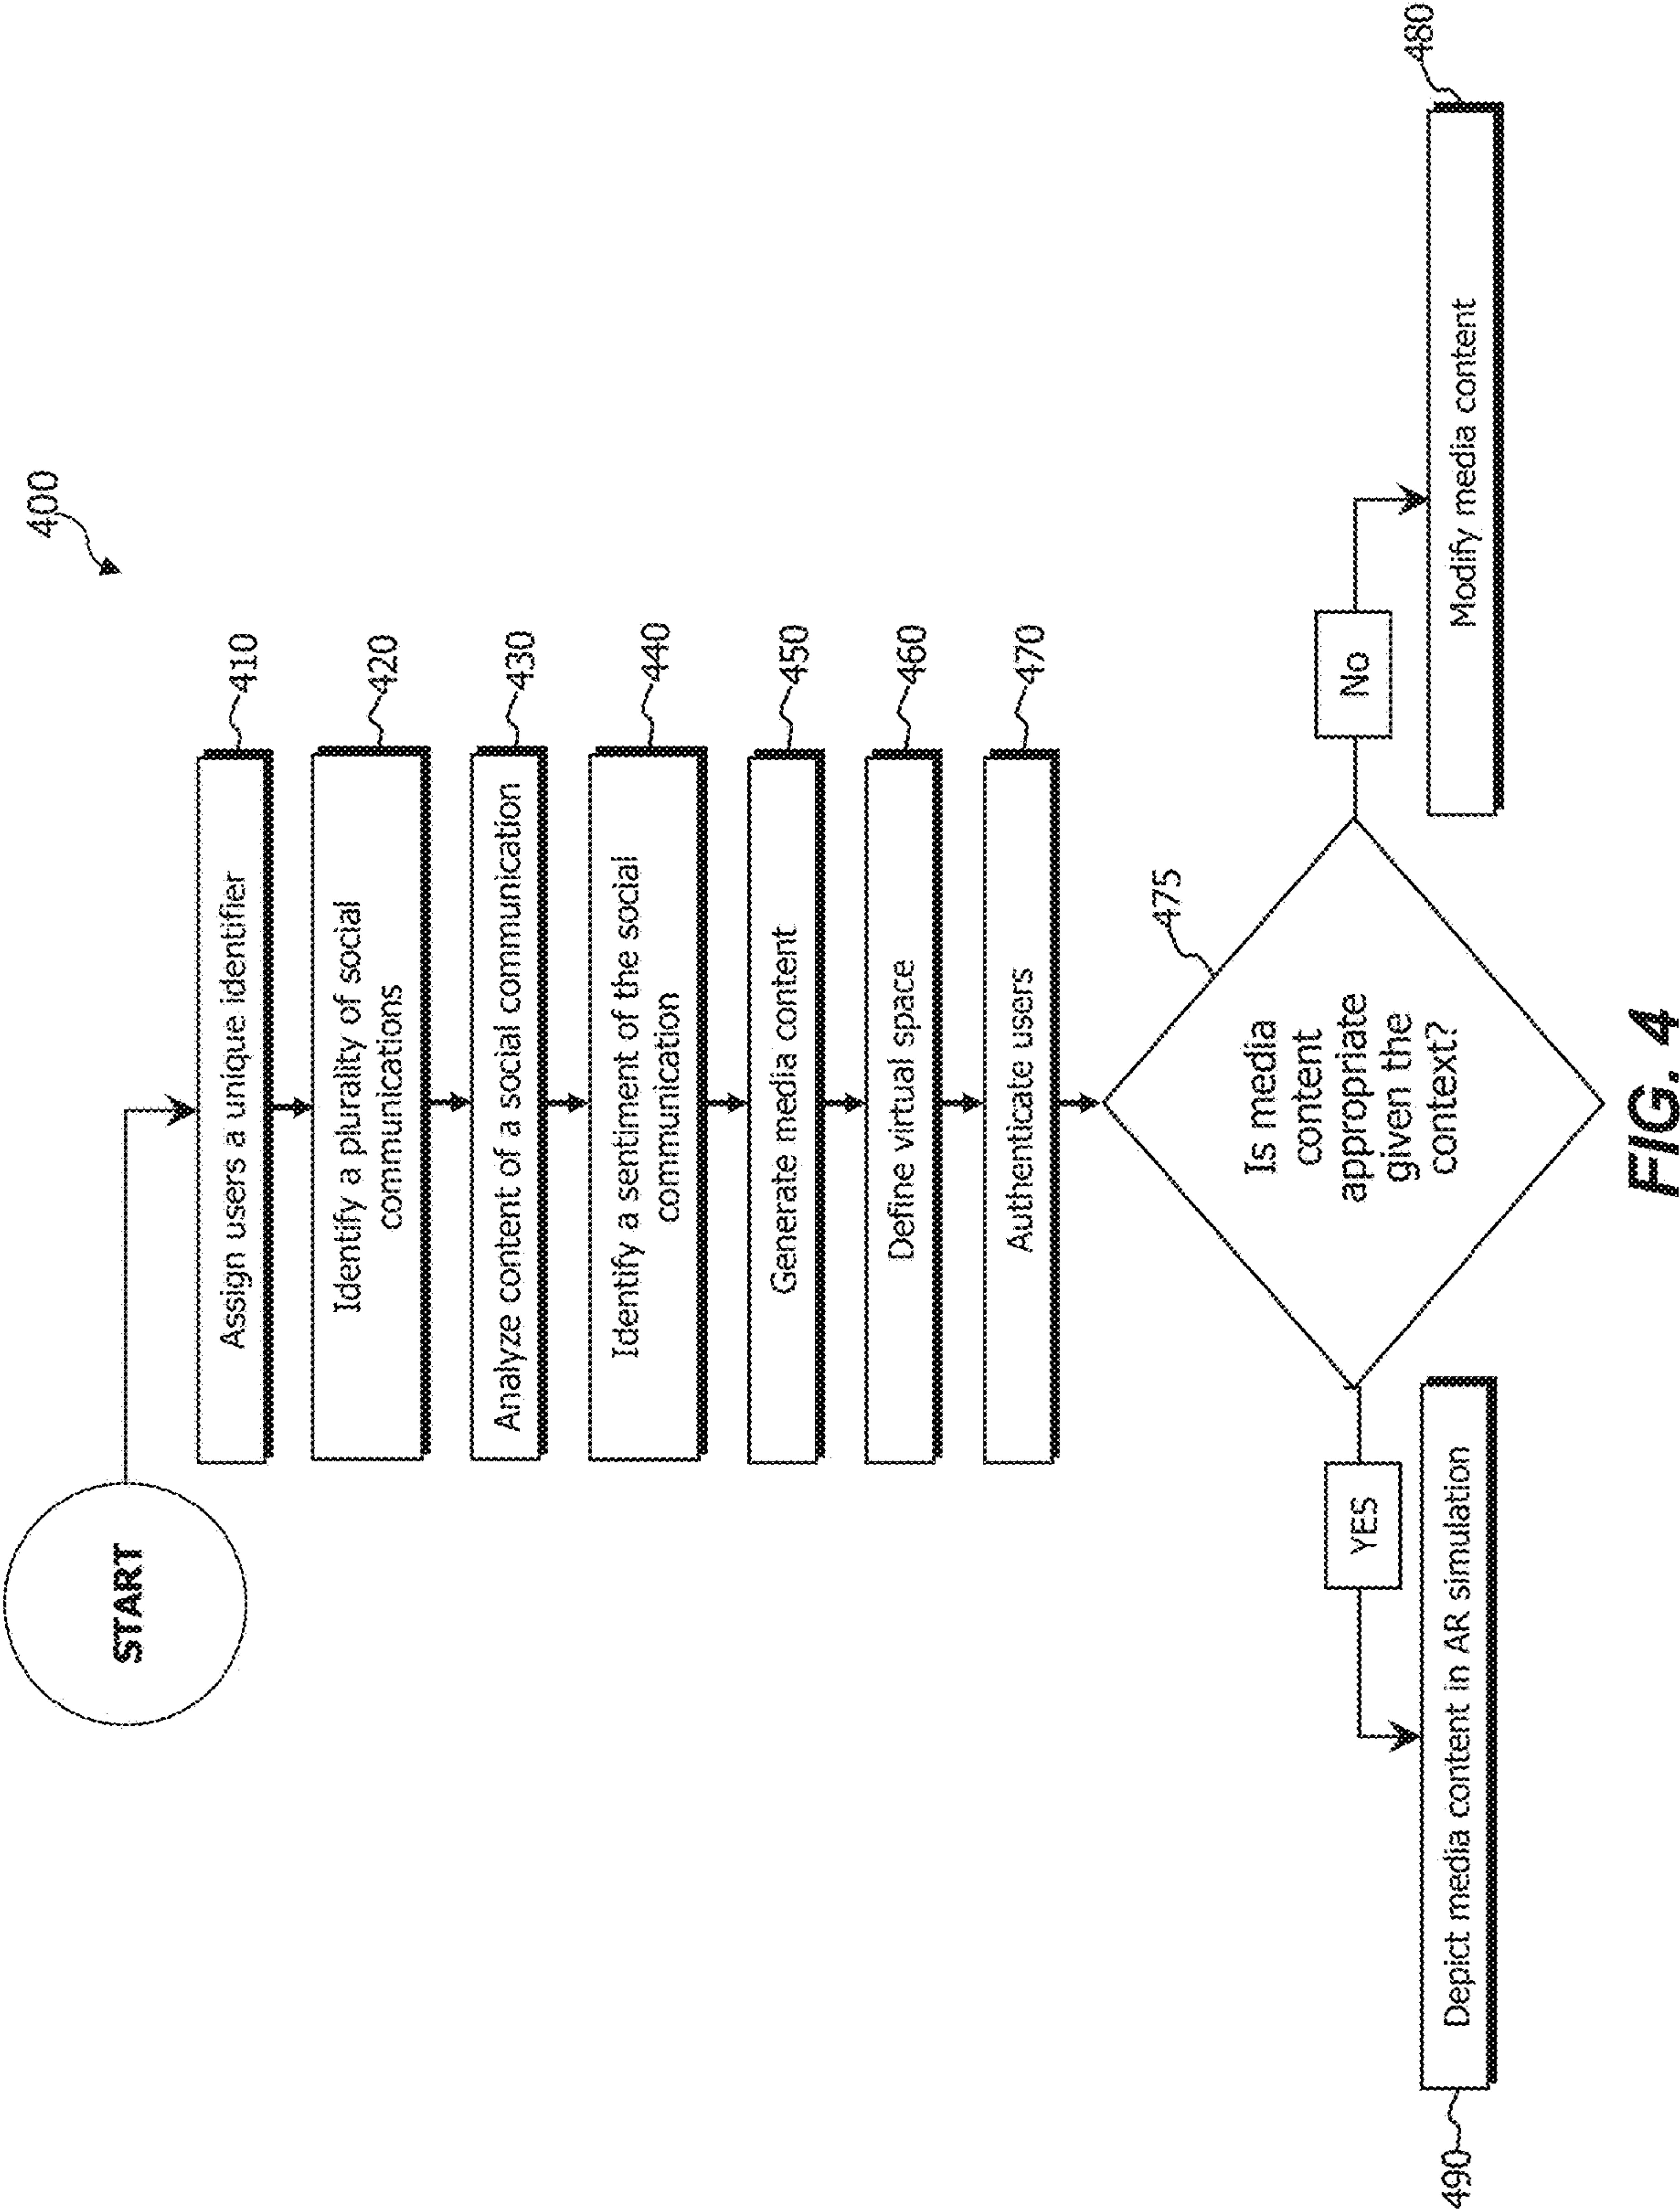 400
START
Assign users a unique identifier
410
Identify a plurality of social
communications
420
Analyze content of a social communication
430
Identify a sentiment of the social
communication
440
Generate media content
450
Define virtual space
460
Authenticate users
470
475
Is media
content
appropriate
given the
context?
YES
No
490
Depict media content in AR simulation
Modify media content
480
FIG. 4